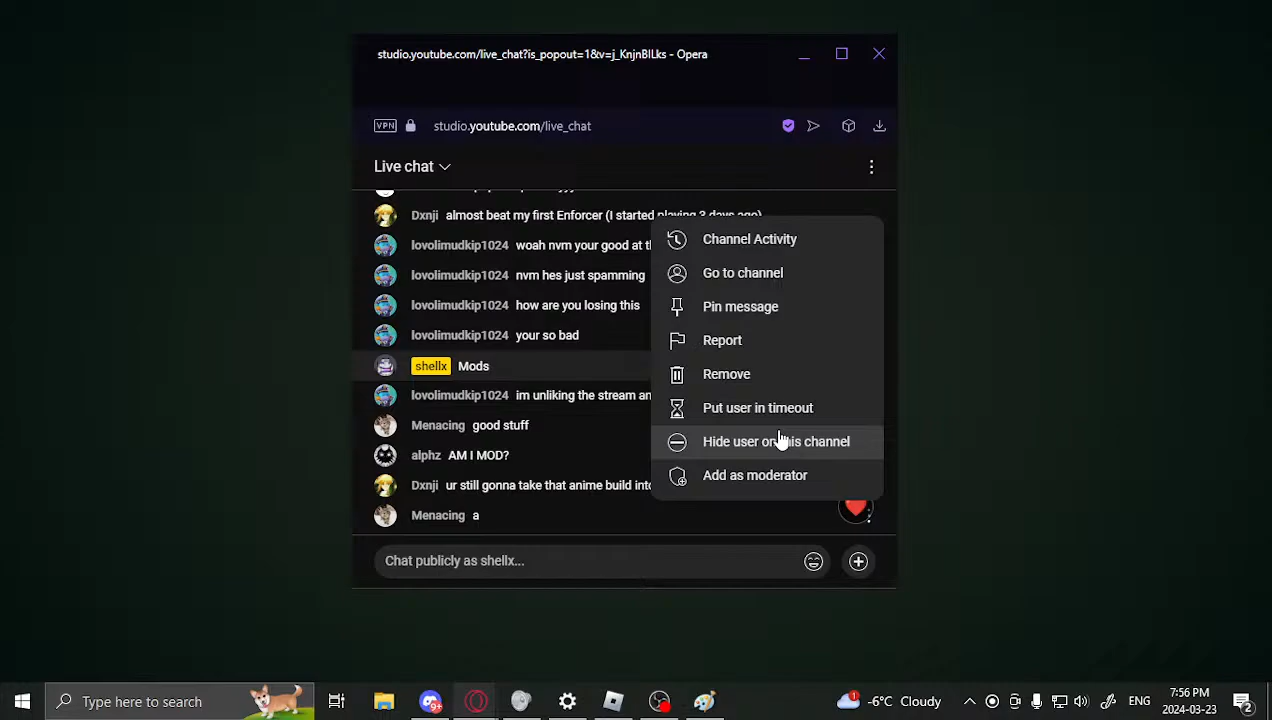 studio.youtube.com/live_chat?is_popout=1&v=j_KnjnBlLks - Opera
VPN studio.youtube.com/live_chat
Live chat
Dxnji almost beat my first Enforcer (I started playing 3 days ago)
lovolimudkip1024 woah nvm your good at
lovolimudkip1024 nvm hes just spamming
lovolimudkip1024 how are you losing this
lovolimudkip1024 your so bad
shellx Mods
lovolimudkip1024 im unliking the stream
Menacing good stuff
alphz AM I MOD?
Dxnji ur still gonna take that anime build
Menacing a
Channel Activity
Go to channel
Pin message
Report
Remove
Put user in timeout
Hide user on this channel
Add as moderator
Chat publicly as shellx...
Type here to search
9+
1
-6°C Cloudy
ENG
7:56 PM
2024-03-23
2